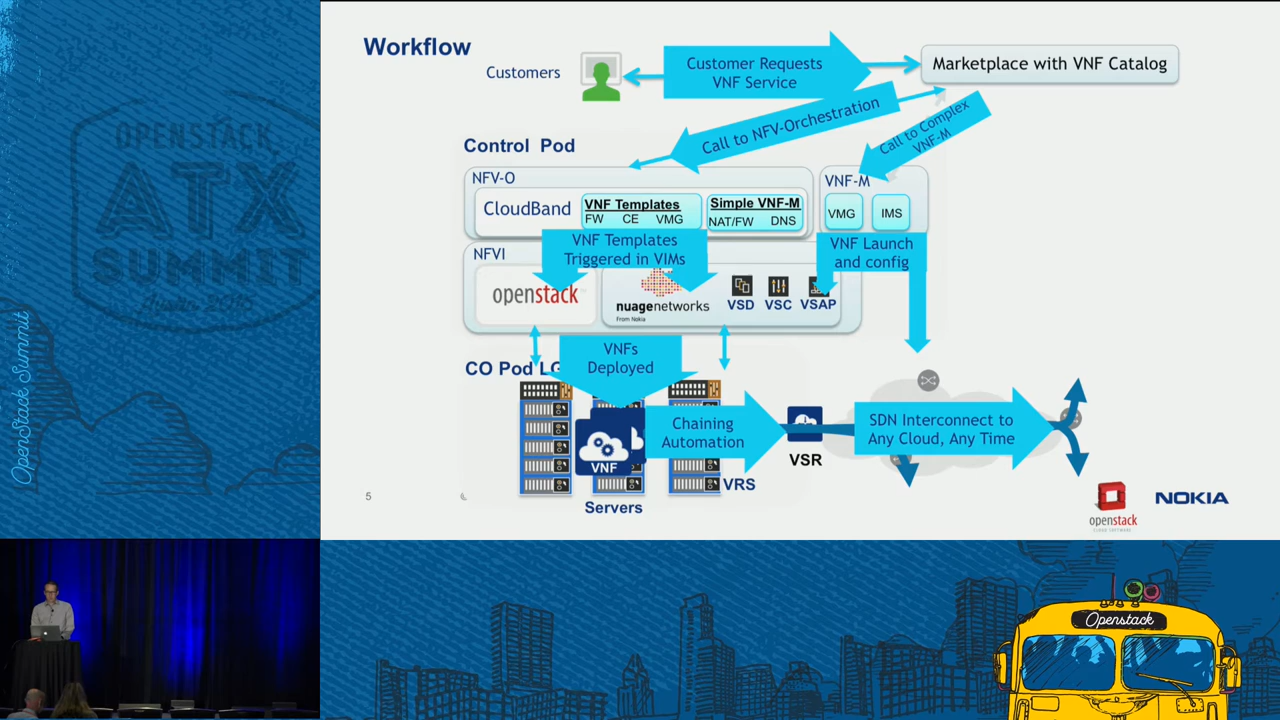 Workflow
Customers
Customer Requests
VNF Service
Marketplace with VNF Catalog
Call to NFV-Orchestration
Call to Complex
VNF-M
Control Pod
NFV-O
CloudBand
VNF Templates
FW CE VMG
Simple VNF-M
NAT/FW DNS
VNF-M
VMG
IMS
VNF Templates
Triggered in VIMs
VNF Launch
and config
NFVI
openstack
nuagenetworks
From Nokia
VSD
VSC
VSAP
VNFs
Deployed
CO Pod
VNF
Chaining
Automation
VSR
SDN Interconnect to
Any Cloud, Any Time
VRS
Servers
5
openstack
CLOUD SOFTWARE
NOKIA
OPENSTACK
ATX
SUMMIT
OpenStack Summit
Openstack